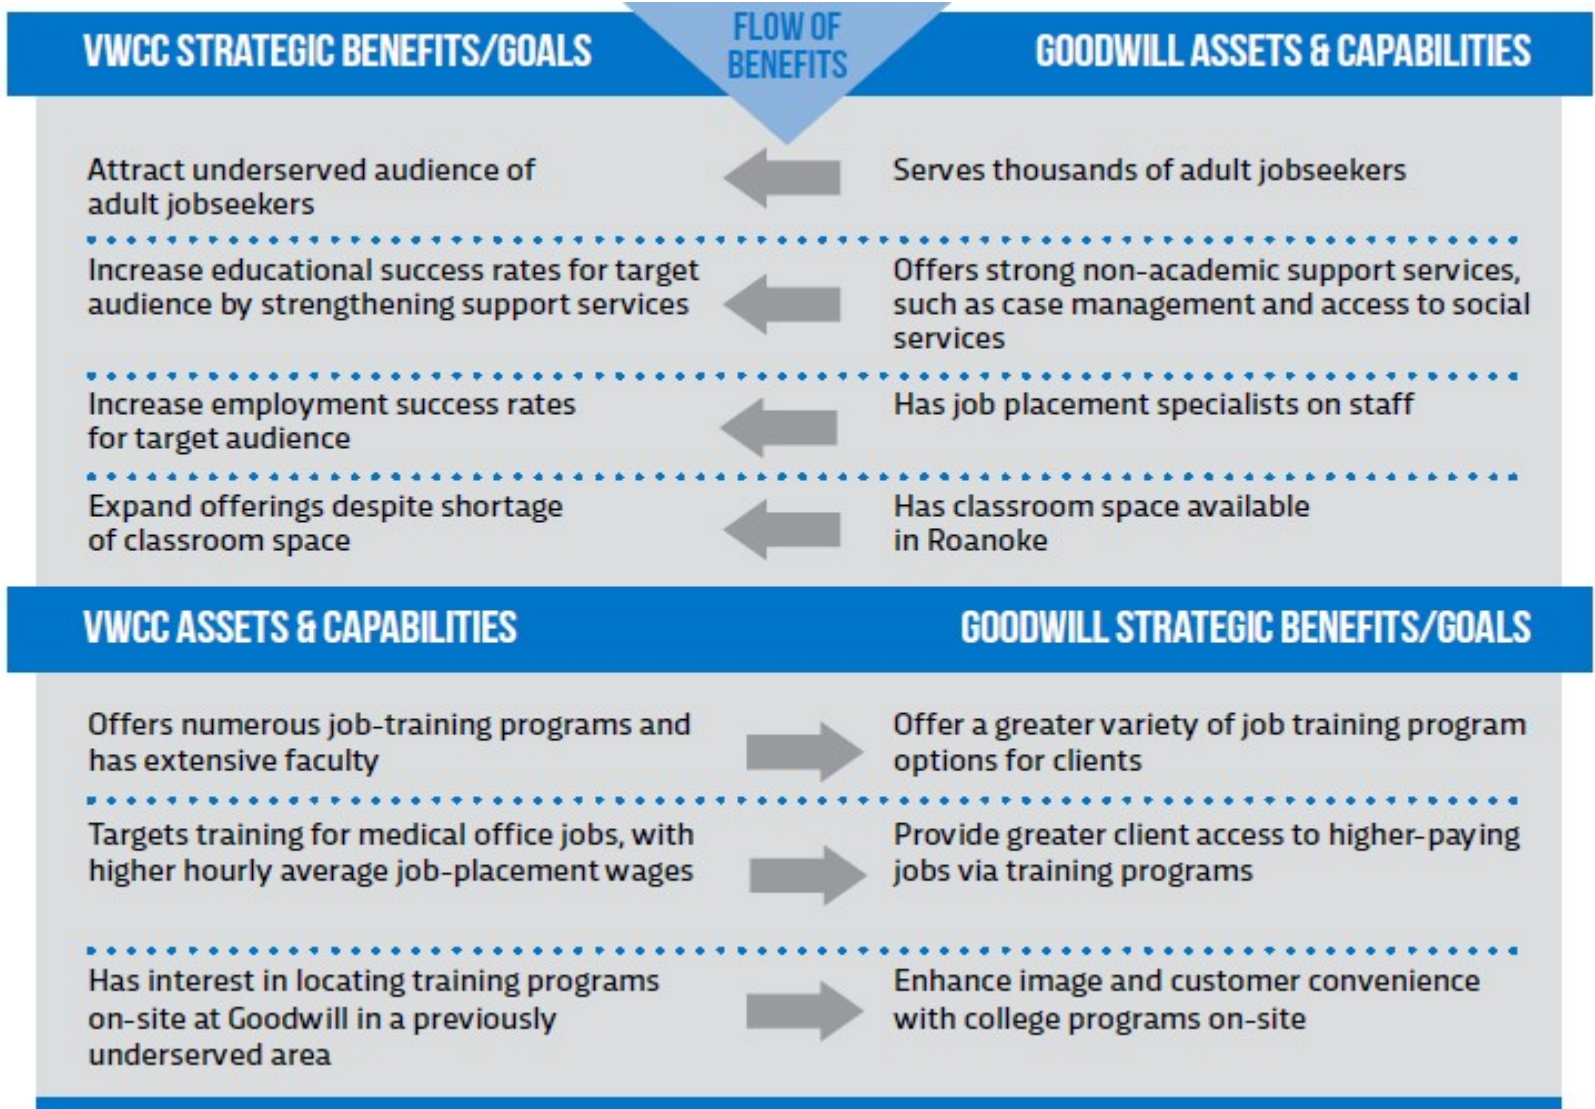 VWCC STRATEGIC BENEFITS/GOALS
FLOW OF
BENEFITS
GOODWILL ASSETS & CAPABILITIES
Attract underserved audience of
adult jobseekers
Serves thousands of adult jobseekers
Increase educational success rates for target
audience by strengthening support services
Offers strong non-academic support services,
such as case management and access to social
services
Increase employment success rates
for target audience
Has job placement specialists on staff
Expand offerings despite shortage
of classroom space
Has classroom space available
in Roanoke
VWCC ASSETS & CAPABILITIES
GOODWILL STRATEGIC BENEFITS/GOALS
Offers numerous job-training programs and
has extensive faculty
Offer a greater variety of job training program
options for clients
Targets training for medical office jobs, with
higher hourly average job-placement wages
Provide greater client access to higher-paying
jobs via training programs
Has interest in locating training programs
on-site at Goodwill in a previously
underserved area
Enhance image and customer convenience
with college programs on-site